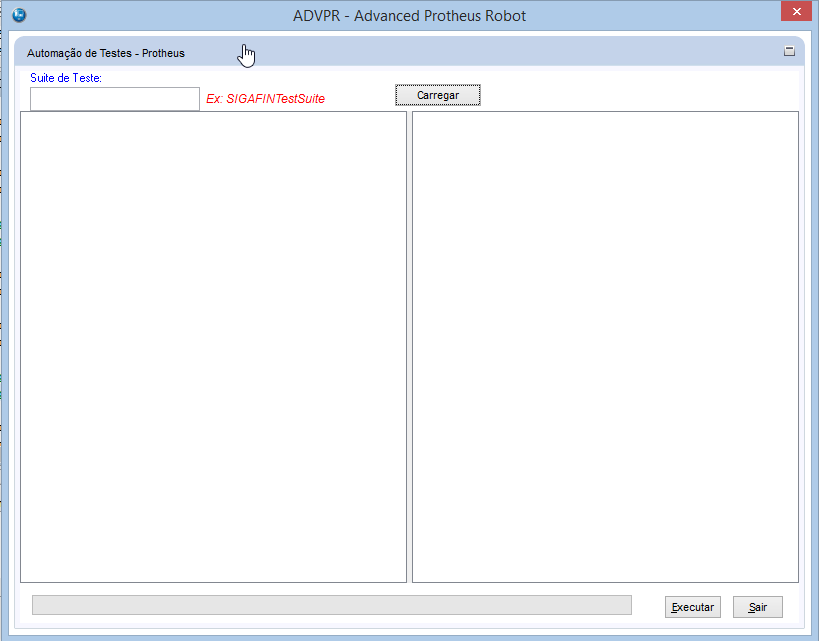 ADVPR - Advanced Protheus Robot
Automação de Testes - Protheus
Suite de Teste:
Ex: SIGAFINTestSuite
Carregar
Executar
Sair